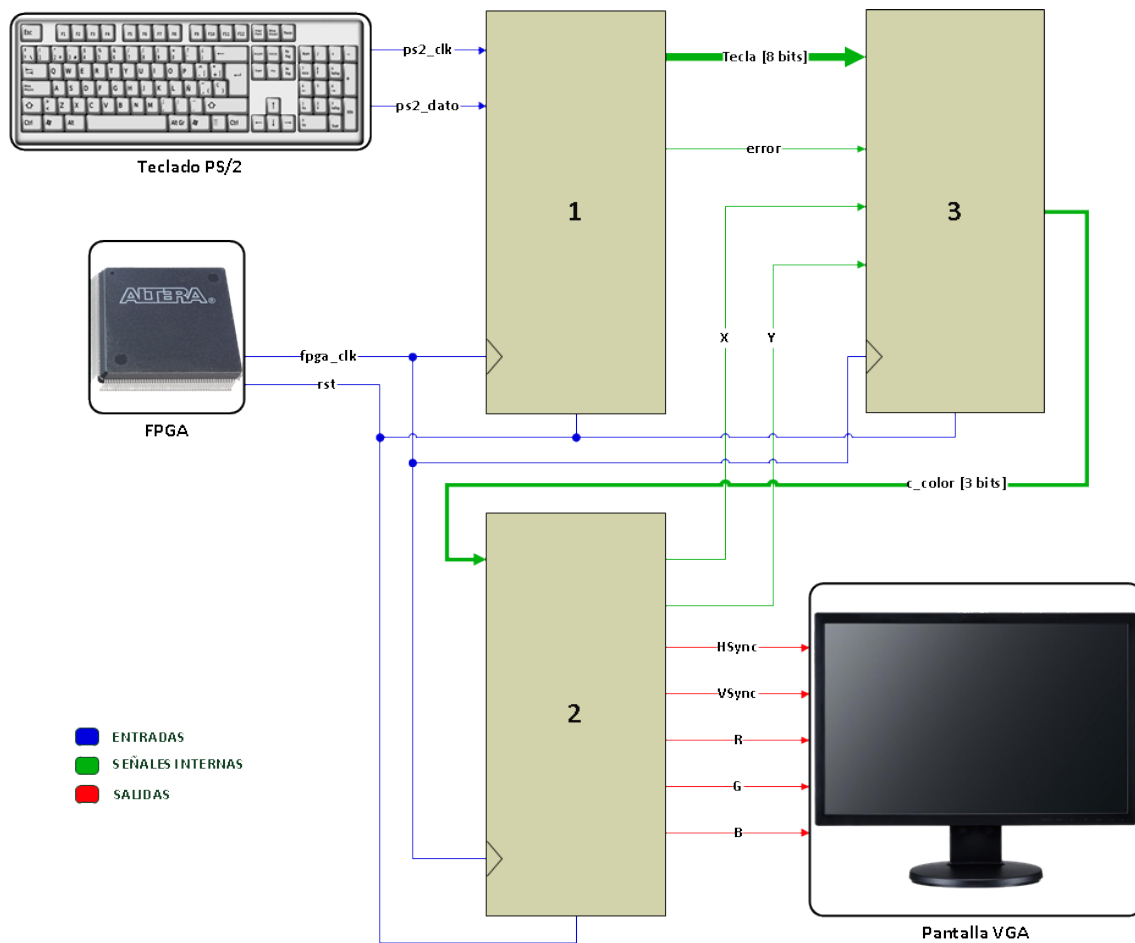 ps2_clk
ps2_dato
Teclado PS/2
1
Tecla [8 bits]
error
3
X
Y
ALTERA®
fpga_clk
rst
FPGA
c_color [3 bits]
2
HSync
VSync
R
G
B
ENTRADAS
SEÑALES INTERNAS
SALIDAS
Pantalla VGA